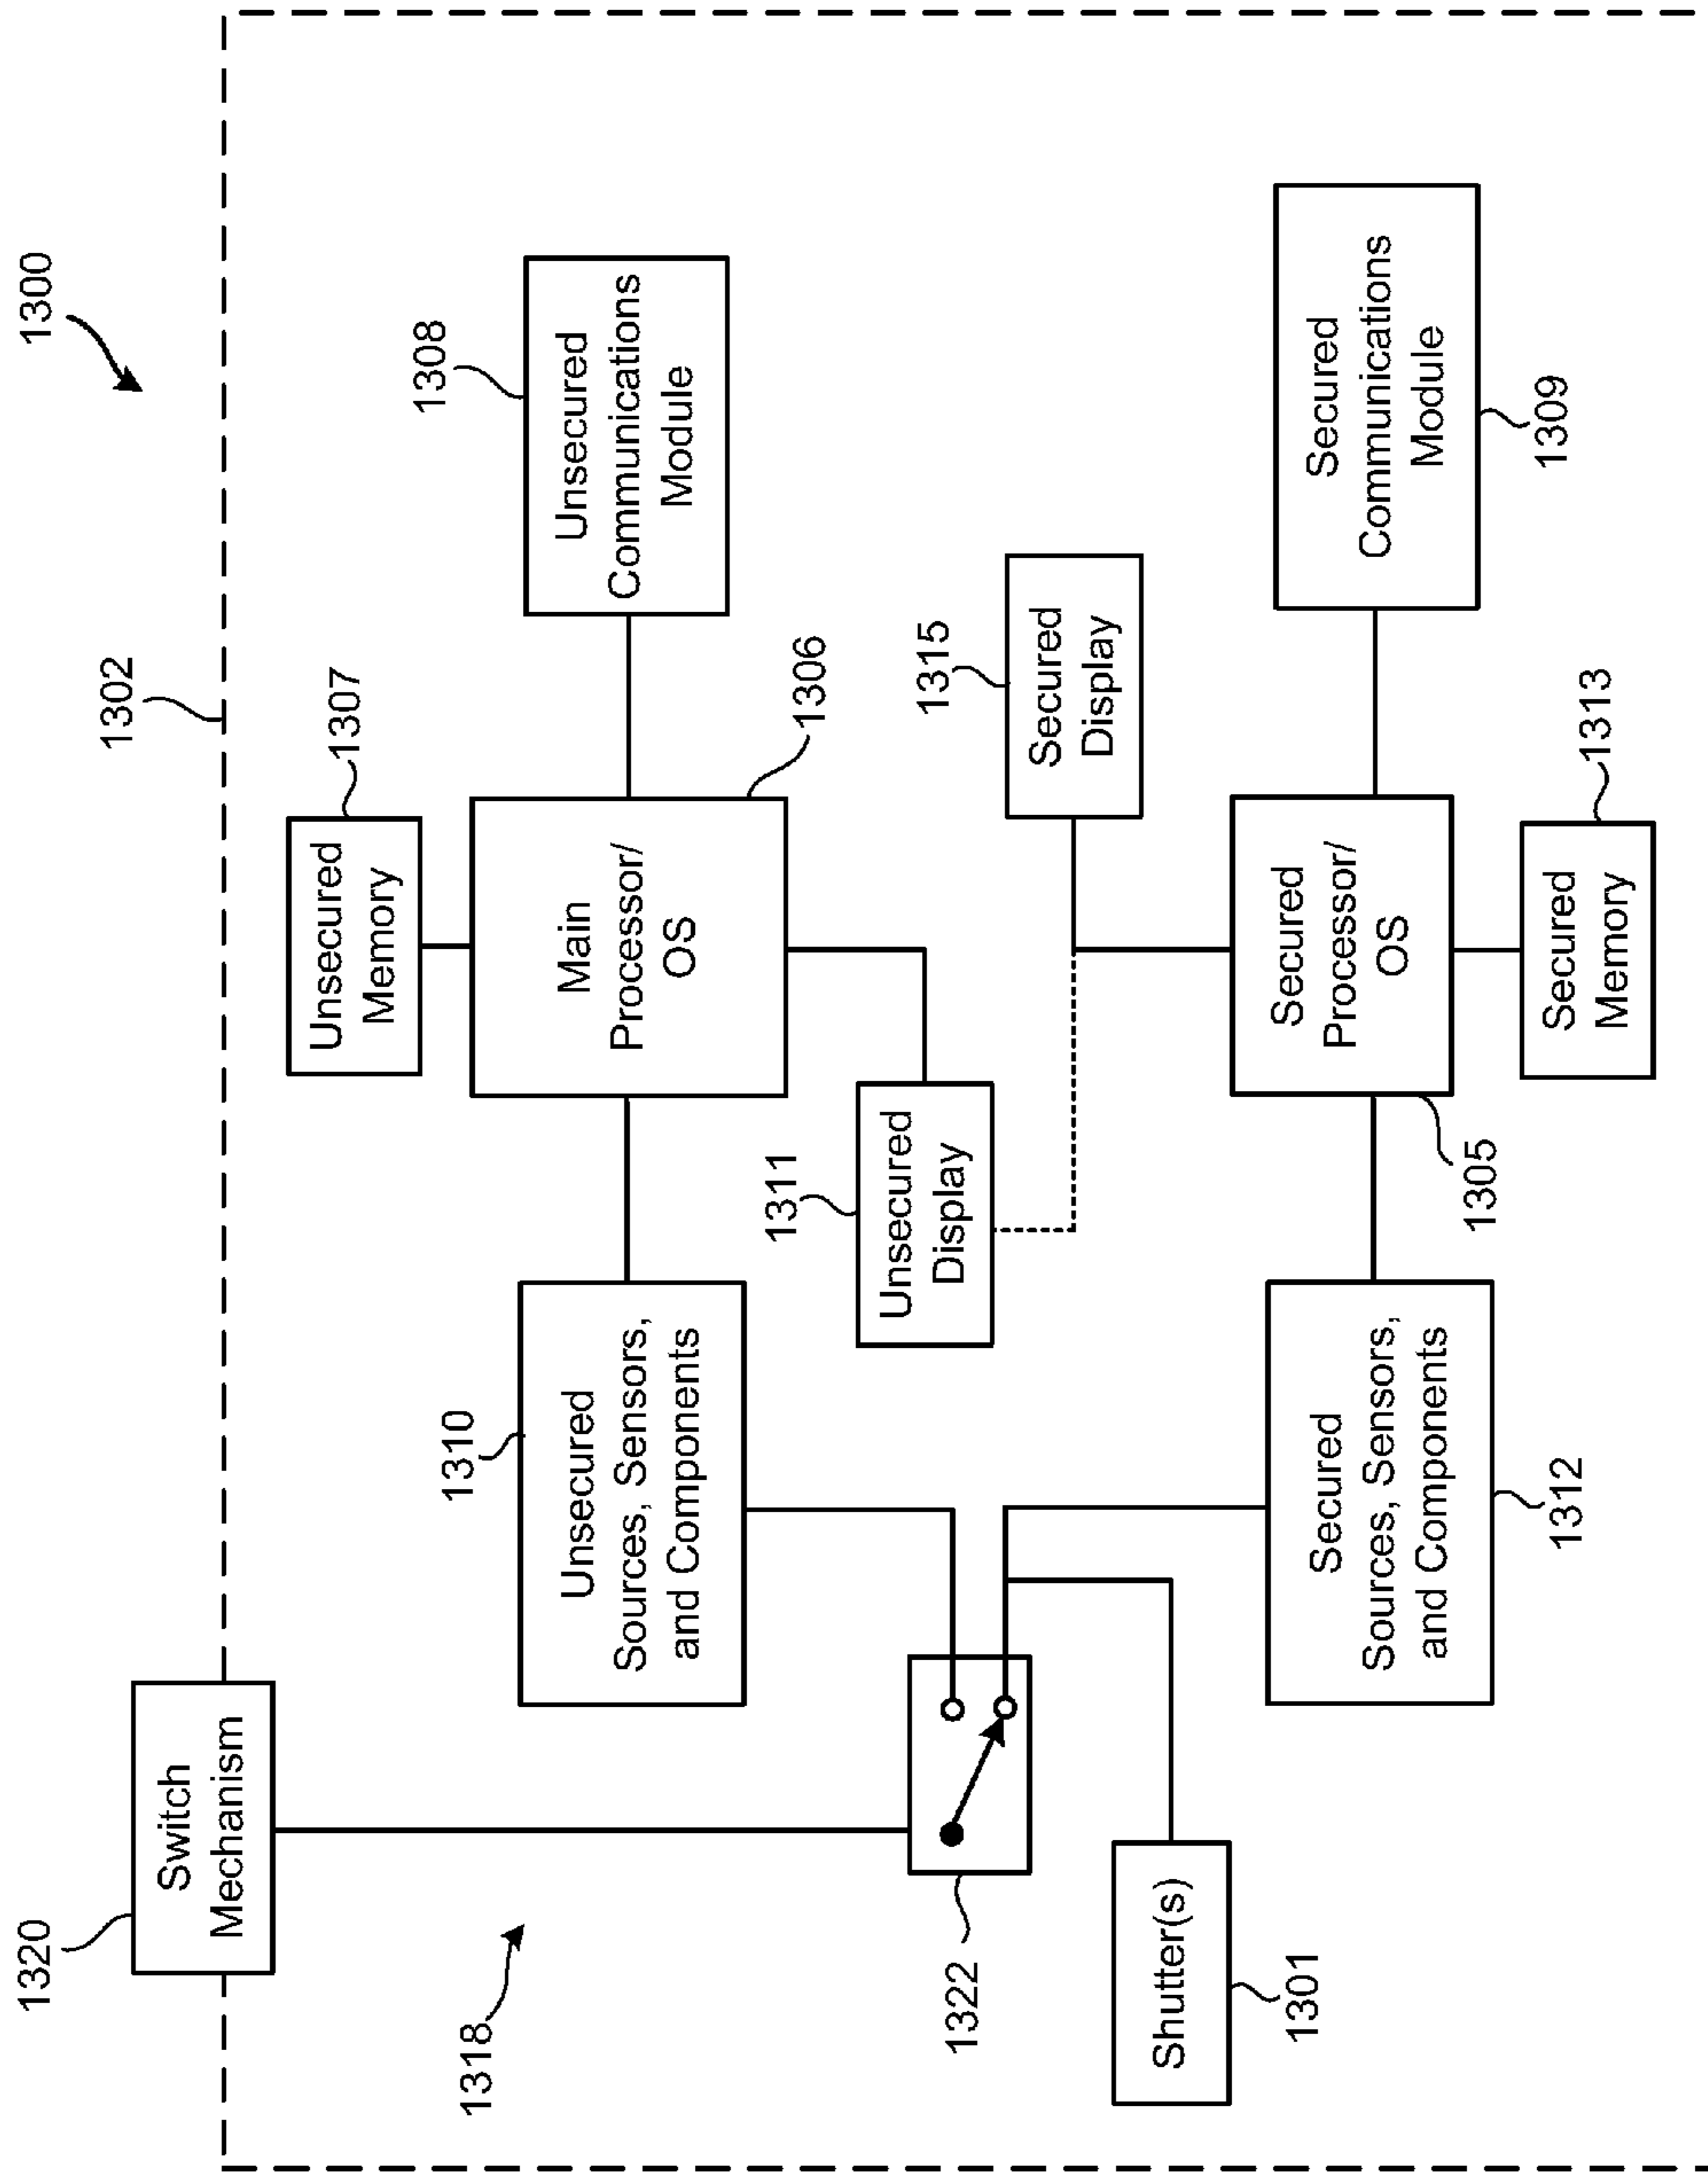 1300
1302
1320
Switch
Mechanism
1318
1307
Unsecured
Memory
1310
Unsecured
Sources, Sensors,
and Components
Main
Processor/
OS
1306
1308
Unsecured
Communications
Module
1311
Unsecured
Display
1315
Secured
Display
1322
Shutter(s)
1301
Secured
Sources, Sensors,
and Components
1312
Secured
Processor/
OS
1305
Secured
Memory
1313
Secured
Communications
Module
1309